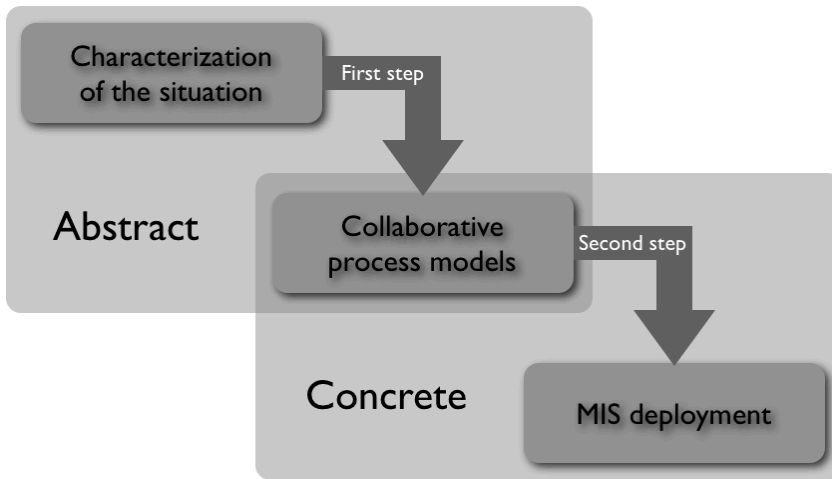 Characterization
of the situation
First step
Abstract
Collaborative
process models
Second step
Concrete
MIS deployment